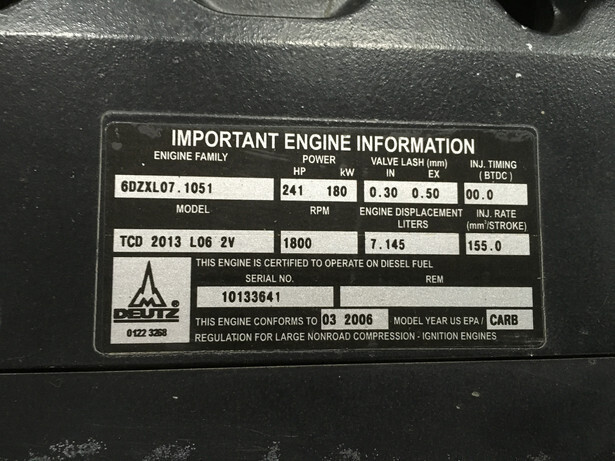 IMPORTANT ENGINE INFORMATION
ENIGINE FAMILY POWER VALVE LASH (mm) INJ. TIMING
HP kW IN EX (BTDC)
6DZXL07.1051 241 180 0.30 0.50 00.0
MODEL RPM ENGINE DISPLACEMENT INJ. RATE
LITERS (mm³/STROKE)
TCD 2013 L06 2V 1800 7.145 155.0
THIS ENGINE IS CERTIFIED TO OPERATE ON DIESEL FUEL
SERIAL NO. REM
10133641
DEUTZ ®
0122 3268
THIS ENGINE CONFORMS TO 03 2006 MODEL YEAR US EPA / CARB
REGULATION FOR LARGE NONROAD COMPRESSION - IGNITION ENGINES